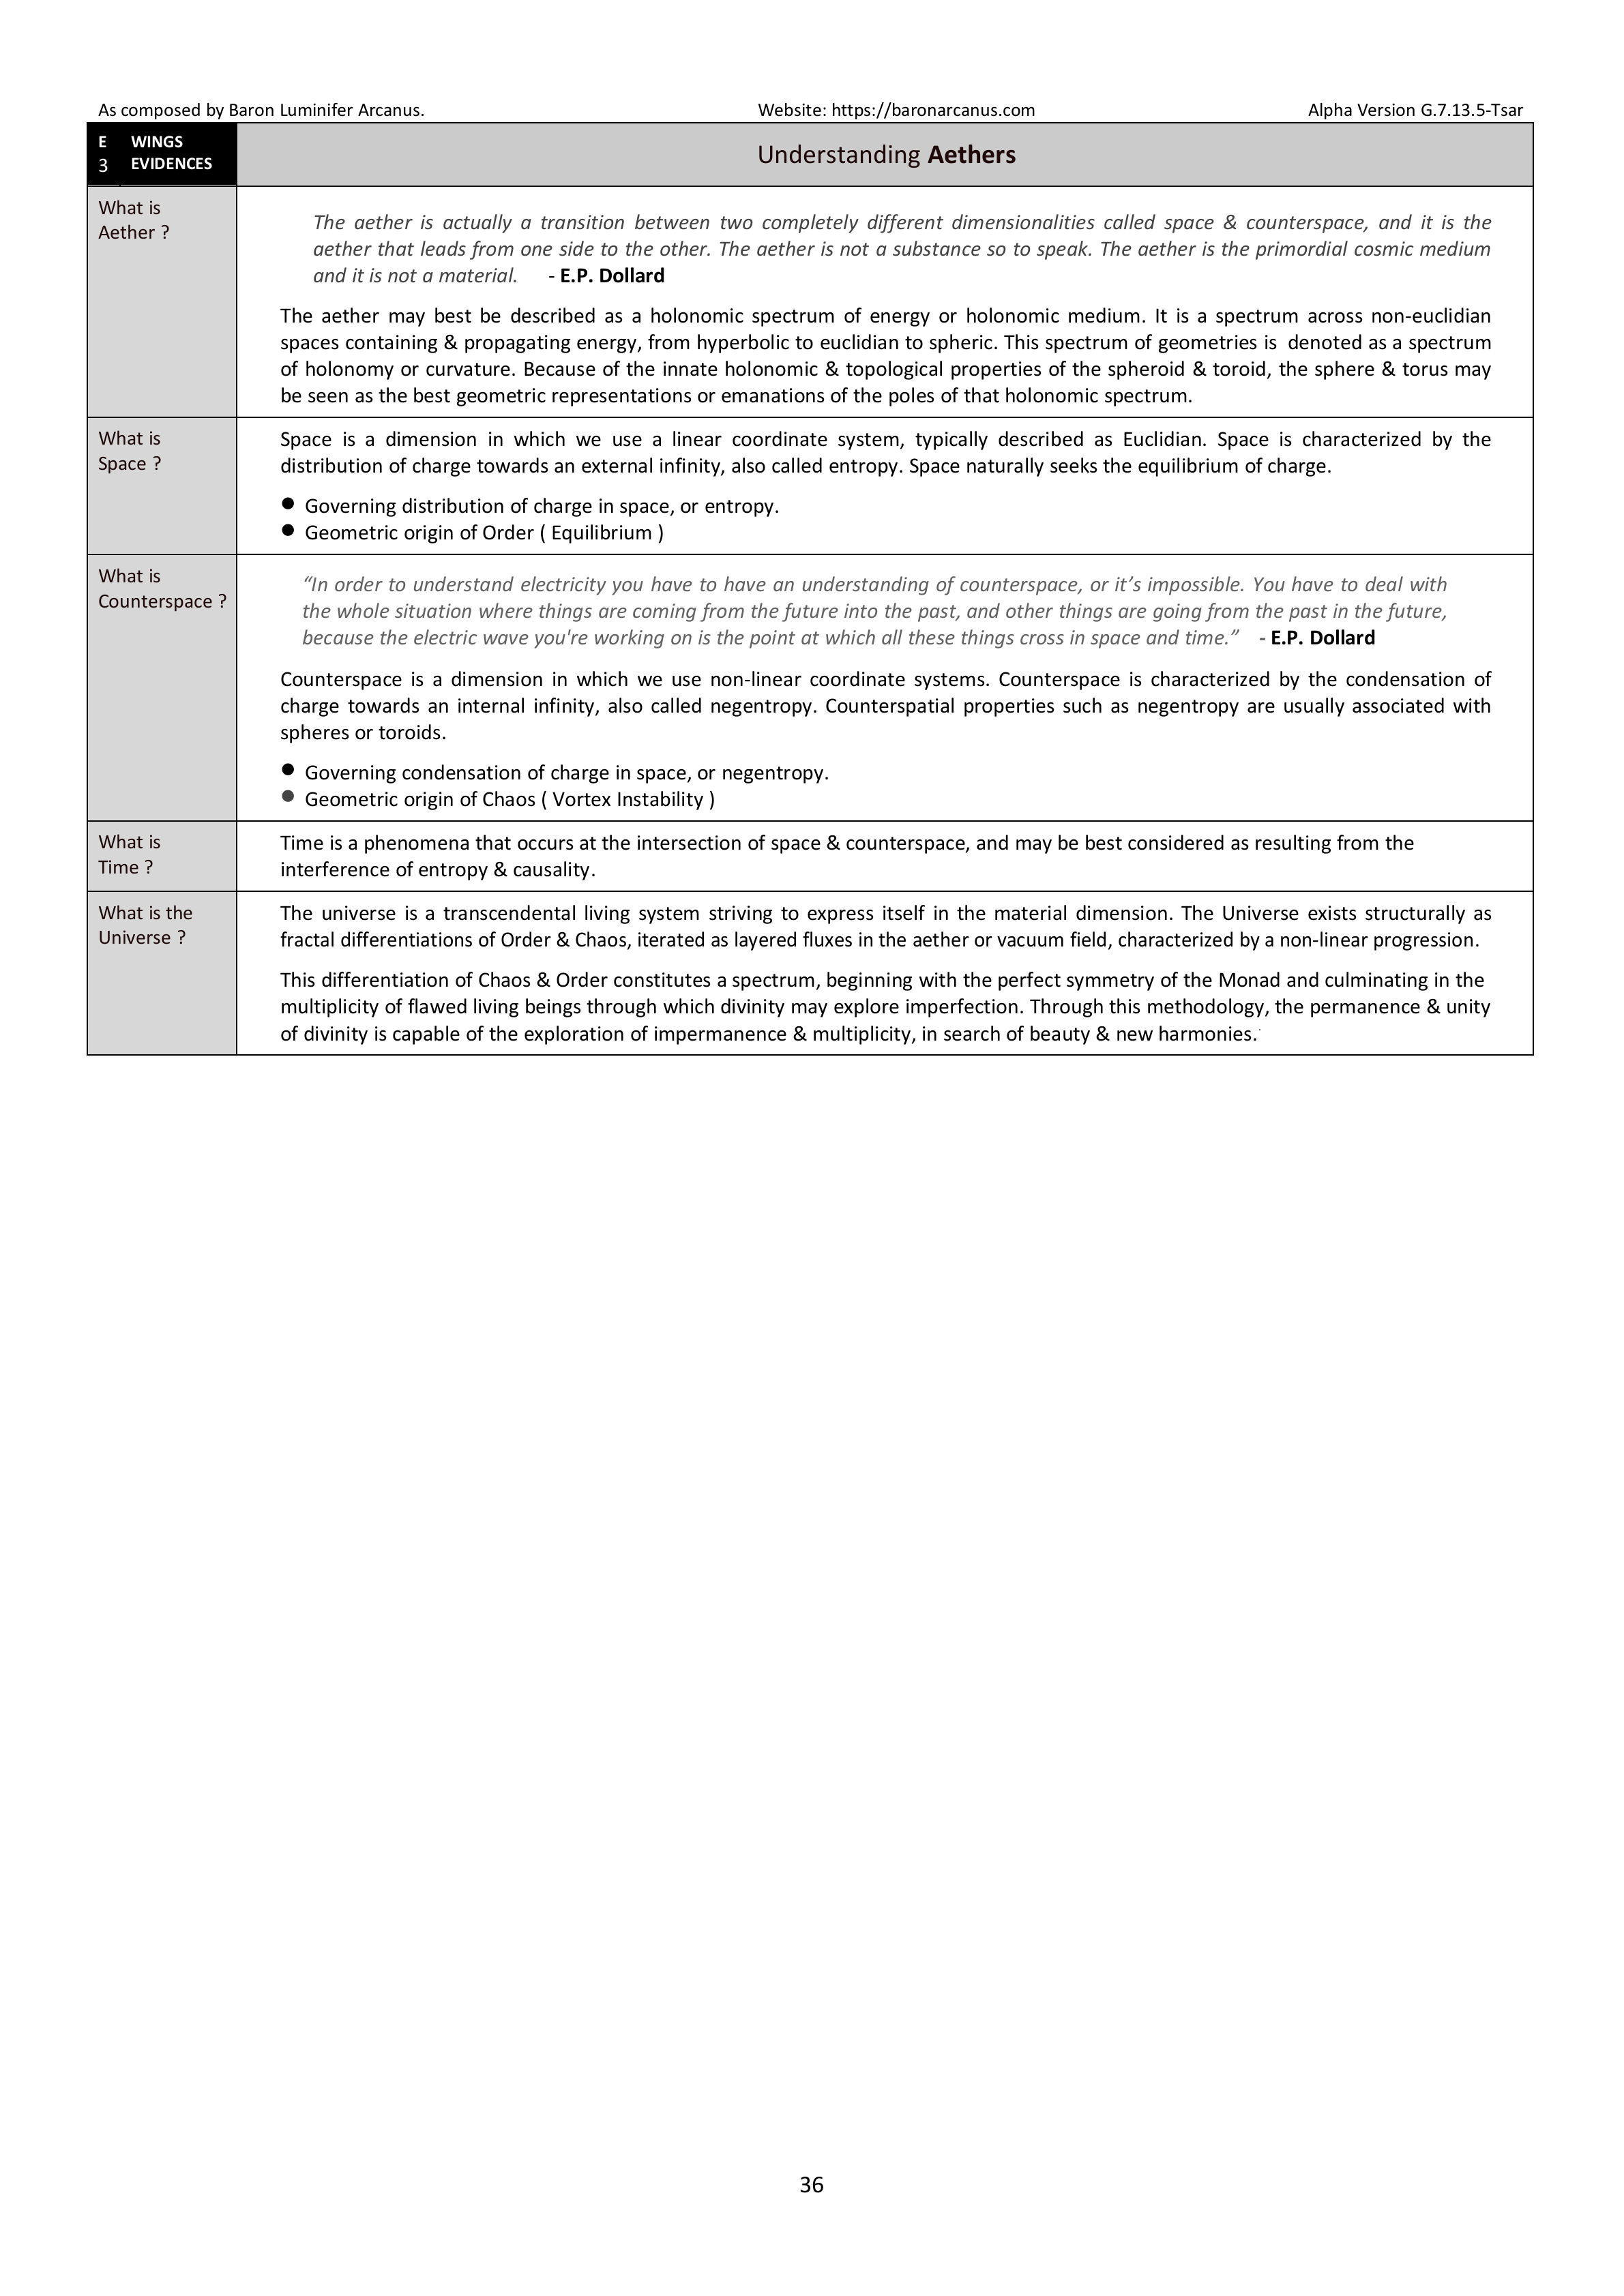 As composed by Baron Luminifer Arcanus. Website: https://baronarcanus.com Alpha Version G.7.13.5-Tsar
E WINGS
3 EVIDENCES
Understanding Aethers
What is
Aether ?
The aether is actually a transition between two completely different dimensionalities called space & counterspace, and it is the
aether that leads from one side to the other. The aether is not a substance so to speak. The aether is the primordial cosmic medium
and it is not a material. - E.P. Dollard
The aether may best be described as a holonomic spectrum of energy or holonomic medium. It is a spectrum across non-euclidian
spaces containing & propagating energy, from hyperbolic to euclidian to spheric. This spectrum of geometries is denoted as a spectrum
of holonomy or curvature. Because of the innate holonomic & topological properties of the spheroid & toroid, the sphere & torus may
be seen as the best geometric representations or emanations of the poles of that holonomic spectrum.
What is
Space ?
Space is a dimension in which we use a linear coordinate system, typically described as Euclidian. Space is characterized by the
distribution of charge towards an external infinity, also called entropy. Space naturally seeks the equilibrium of charge.
● Governing distribution of charge in space, or entropy.
● Geometric origin of Order ( Equilibrium )
What is
Counterspace ?
“In order to understand electricity you have to have an understanding of counterspace, or it’s impossible. You have to deal with
the whole situation where things are coming from the future into the past, and other things are going from the past in the future,
because the electric wave you're working on is the point at which all these things cross in space and time.” - E.P. Dollard
Counterspace is a dimension in which we use non-linear coordinate systems. Counterspace is characterized by the condensation of
charge towards an internal infinity, also called negentropy. Counterspatial properties such as negentropy are usually associated with
spheres or toroids.
● Governing condensation of charge in space, or negentropy.
● Geometric origin of Chaos ( Vortex Instability )
What is
Time ?
Time is a phenomena that occurs at the intersection of space & counterspace, and may be best considered as resulting from the
interference of entropy & causality.
What is the
Universe ?
The universe is a transcendental living system striving to express itself in the material dimension. The Universe exists structurally as
fractal differentiations of Order & Chaos, iterated as layered fluxes in the aether or vacuum field, characterized by a non-linear progression.
This differentiation of Chaos & Order constitutes a spectrum, beginning with the perfect symmetry of the Monad and culminating in the
multiplicity of flawed living beings through which divinity may explore imperfection. Through this methodology, the permanence & unity
of divinity is capable of the exploration of impermanence & multiplicity, in search of beauty & new harmonies.
36